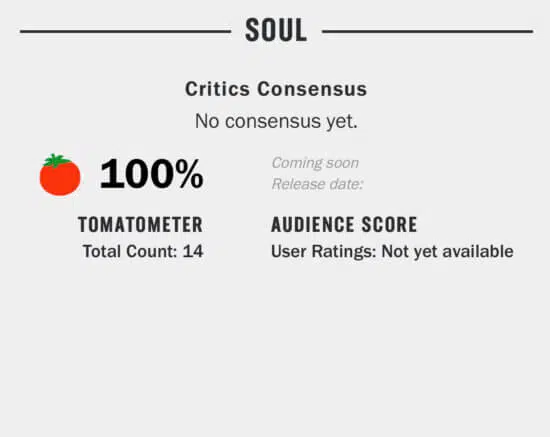 SOUL
Critics Consensus
No consensus yet.
100%
TOMATOMETER
Total Count: 14
Coming soon
Release date:
AUDIENCE SCORE
User Ratings: Not yet available